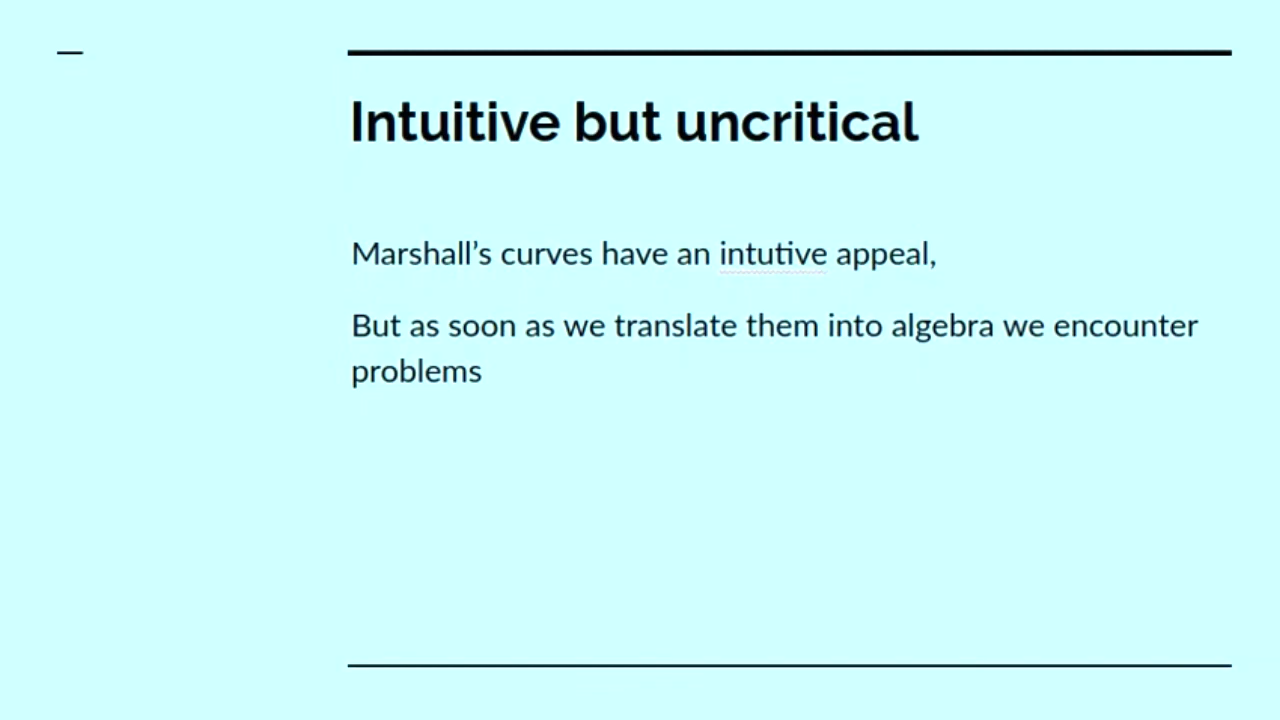 Intuitive but uncritical
Marshall’s curves have an intutive appeal,
But as soon as we translate them into algebra we encounter
problems